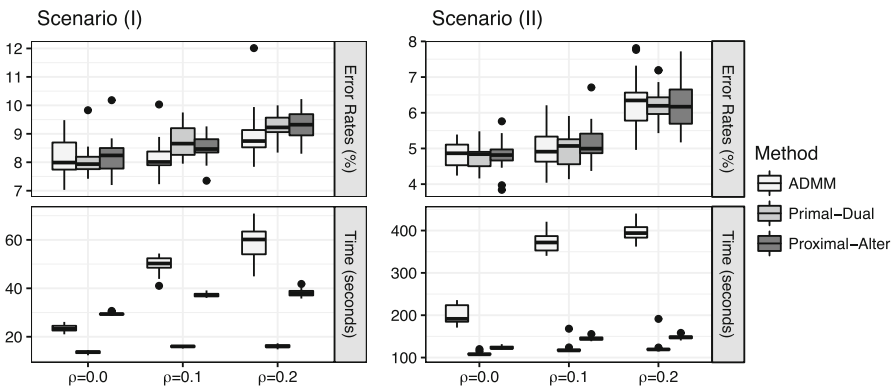 Scenario (I)
12
11
10
9
8
7
Error Rates (%)
60
40
20
Time (seconds)
ρ=0.0
ρ=0.1
ρ=0.2
Scenario (II)
8
7
6
5
4
Error Rates (%)
400
300
200
100
Time (seconds)
ρ=0.0
ρ=0.1
ρ=0.2
Method
ADMM
Primal−Dual
Proximal−Alter